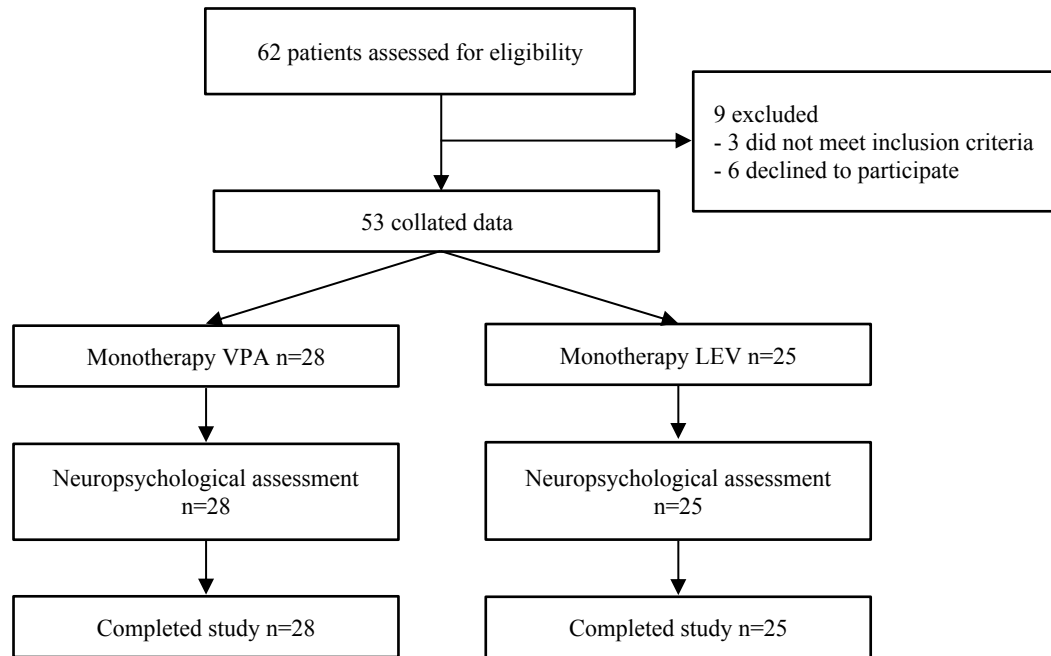 62 patients assessed for eligibility
9 excluded
- 3 did not meet inclusion criteria
- 6 declined to participate
53 collated data
Monotherapy VPA n=28
Monotherapy LEV n=25
Neuropsychological assessment
n=28
Neuropsychological assessment
n=25
Completed study n=28
Completed study n=25